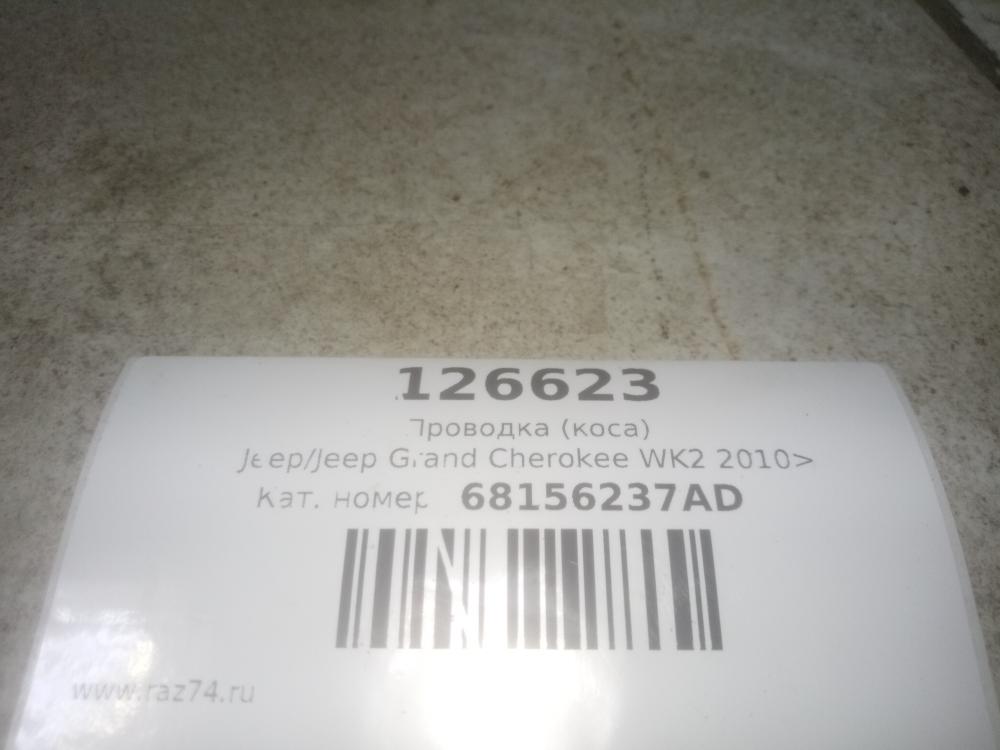 126623
Проводка (коса)
Jeep/Jeep Grand Cherokee WK2 2010>
Кат. номер 68156237AD
www.raz74.ru